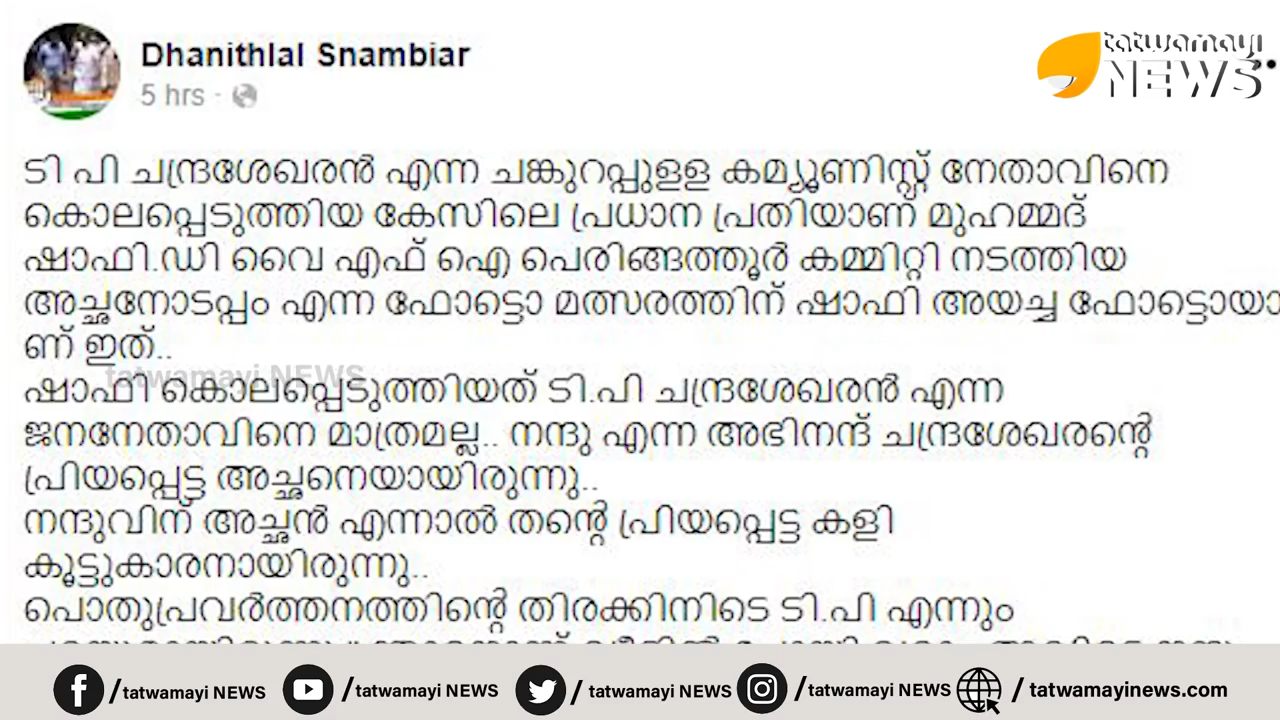 Dhanithlal Snambiar
5 hrs ·
tatwamayi
NEWS
ടി പി ചന്ദ്രശേഖരൻ എന്ന ചങ്കുറപ്പുളള കമ്യൂണിസ്റ്റ് നേതാവിനെ
കൊലപ്പെടുത്തിയ കേസിലെ പ്രധാന പ്രതിയാണ് മുഹമ്മദ്
ഷാഫി.ഡി വൈ എഫ് ഐ പെരിങ്ങത്തൂർ കമ്മിറ്റി നടത്തിയ
അച്ഛനോടപ്പം എന്ന ഫോട്ടൊ മത്സരത്തിന് ഷാഫി അയച്ച ഫോട്ടൊയാ
ണ് ഇത്..
tatwamayi NEWS
ഷാഫി കൊലപ്പെടുത്തിയത് ടി.പി ചന്ദ്രശേഖരൻ എന്ന
ജനനേതാവിനെ മാത്രമല്ല.. നന്ദു എന്ന അഭിനന്ദ് ചന്ദ്രശേഖരന്റെ
പ്രിയപ്പെട്ട അച്ഛനെയായിരുന്നു..
നന്ദുവിന് അച്ഛൻ എന്നാൽ തന്റെ പ്രിയപ്പെട്ട കളി
കൂട്ടുകാരനായിരുന്നു..
പൊതുപ്രവർത്തനത്തിന്റെ തിരക്കിനിടെ ടി.പി എന്നും
/tatwamayi NEWS /tatwamayi NEWS / tatwamayi NEWS /tatwamayi NEWS / tatwamayinews.com